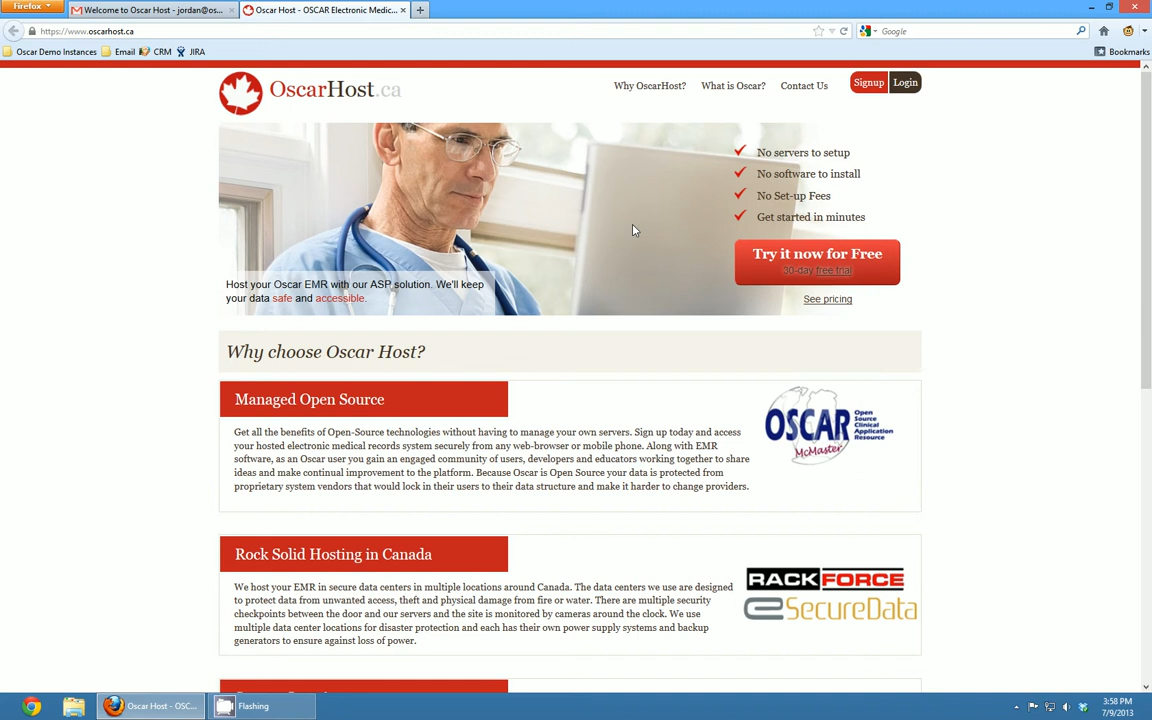 Firefox
Welcome to Oscar Host - jordan@os...
Oscar Host - OSCAR Electronic Medic...
https://www.oscarhost.ca
Google
Oscar Demo Instances
Email
CRM
JIRA
Bookmarks
OscarHost.ca
Why OscarHost?
What is Oscar?
Contact Us
Signup
Login
No servers to setup
No software to install
No Set-up Fees
Get started in minutes
Try it now for Free
30-day free trial
See pricing
Host your Oscar EMR with our ASP solution. We'll keep
your data safe and accessible.
Why choose Oscar Host?
Managed Open Source
Get all the benefits of Open-Source technologies without having to manage your own servers. Sign up today and access
your hosted electronic medical records system securely from any web-browser or mobile phone. Along with EMR
software, as an Oscar user you gain an engaged community of users, developers and educators working together to share
ideas and make continual improvement to the platform. Because Oscar is Open Source your data is protected from
proprietary system vendors that would lock in their users to their data structure and make it harder to change providers.
OSCAR
Open
Source
Clinical
Application
Resource
McMaster
Rock Solid Hosting in Canada
We host your EMR in secure data centers in multiple locations around Canada. The data centers we use are designed
to protect data from unwanted access, theft and physical damage from fire or water. There are multiple security
checkpoints between the door and our servers and the site is monitored by cameras around the clock. We use
multiple data center locations for disaster protection and each has their own power supply systems and backup
generators to ensure against loss of power.
RACKFORCE
eSecureData
Oscar Host - OSC...
Flashing
3:58 PM
7/9/2013